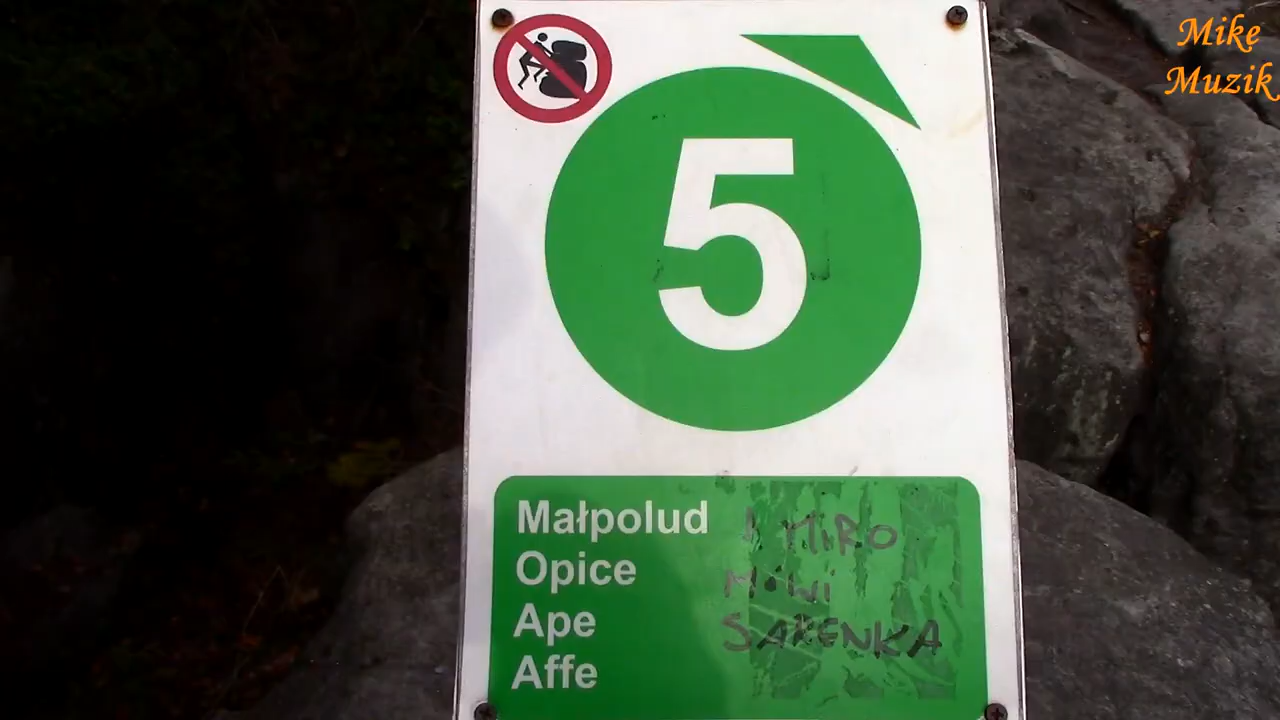 Mike
Muzik
5
Małpolud
Opice
Ape
Affe
I MIRO
MÓWI
SARENKA